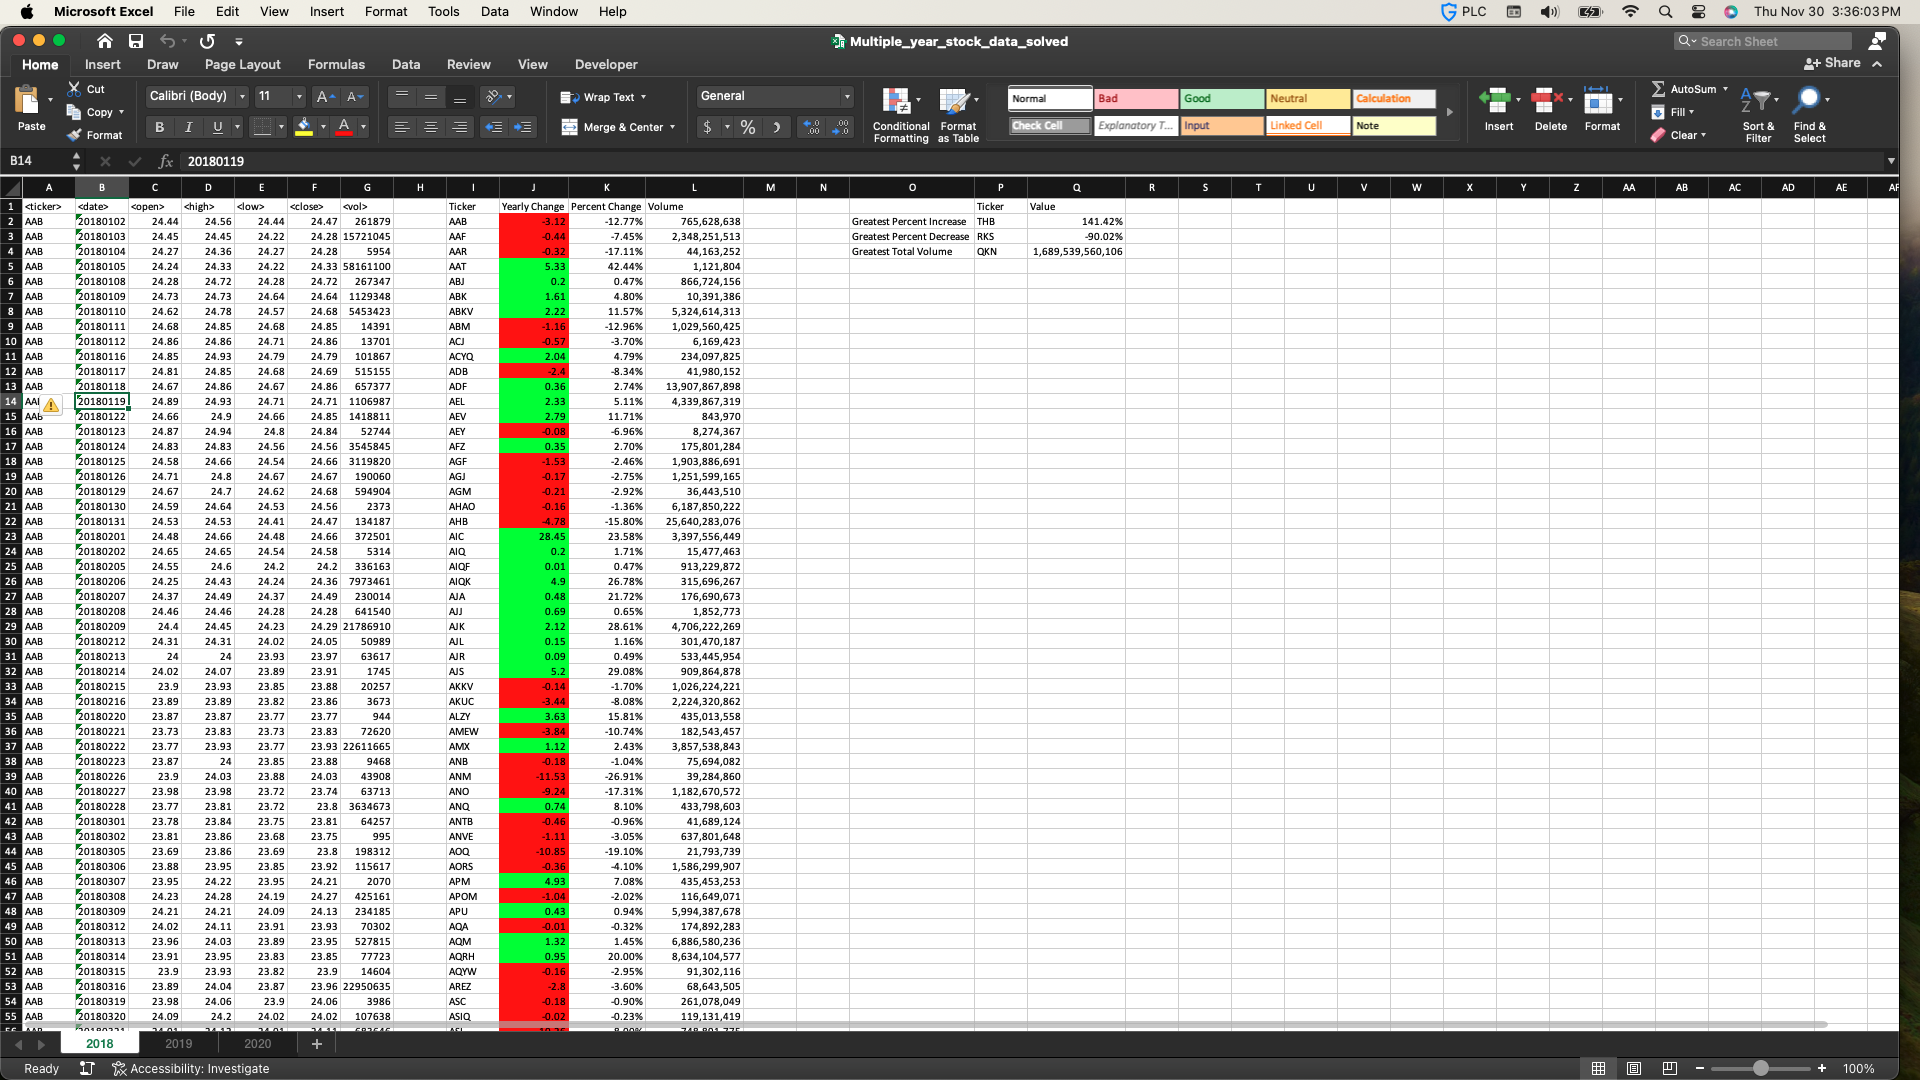 Microsoft Excel File Edit View Insert Format Tools Data Window Help PLC Thu Nov 30 3:36:03 PM
Multiple_year_stock_data_solved Search Sheet
Home Insert Draw Page Layout Formulas Data Review View Developer Share
Paste Cut Copy Format Calibri (Body) 11 Wrap Text Merge & Center General Conditional Formatting Format as Table Normal Bad Good Neutral Calculation Insert Delete Format AutoSum Fill Clear Sort & Filter Find & Select
Check Cell Explanatory T... Input Linked Cell Note
B14 fx 20180119
A B C D E F G H I J K L M N O P Q R S T U V W X Y Z AA AB AC AD AE AF
1 <ticker> <date> <open> <high> <low> <close> <vol> Ticker Yearly Change Percent Change Volume Ticker Value
2 AAB 20180102 24.44 24.56 24.44 24.47 261879 AAB -3.12 -12.77% 765,628,638 Greatest Percent Increase THB 141.42%
3 AAB 20180103 24.45 24.45 24.22 24.28 15721045 AAF -0.44 -7.45% 2,348,251,513 Greatest Percent Decrease RKS -90.02%
4 AAB 20180104 24.27 24.36 24.27 24.28 5954 AAR -0.32 -17.11% 44,163,252 Greatest Total Volume QKN 1,689,539,560,106
5 AAB 20180105 24.24 24.33 24.22 24.33 58161100 AAT 5.33 42.44% 1,121,804
6 AAB 20180108 24.28 24.72 24.28 24.72 267347 ABJ 0.2 0.47% 866,724,156
7 AAB 20180109 24.73 24.73 24.64 24.64 1129348 ABK 1.61 4.80% 10,391,386
8 AAB 20180110 24.62 24.78 24.57 24.68 5453423 ABKV 2.22 11.57% 5,324,614,313
9 AAB 20180111 24.68 24.85 24.68 24.85 14391 ABM -1.16 -12.96% 1,029,560,425
10 AAB 20180112 24.86 24.86 24.71 24.86 13701 ACJ -0.57 -3.70% 6,169,423
11 AAB 20180116 24.85 24.93 24.79 24.79 101867 ACYQ 2.04 4.79% 234,097,825
12 AAB 20180117 24.81 24.85 24.68 24.69 515155 ADB -2.4 -8.34% 41,980,152
13 AAB 20180118 24.67 24.86 24.67 24.86 657377 ADF 0.36 2.74% 13,907,867,898
14 20180119 24.89 24.93 24.71 24.71 1106987 AEL 2.33 5.11% 4,339,867,319
15 AAB 20180122 24.66 24.9 24.66 24.85 1418811 AEV 2.79 11.71% 843,970
16 AAB 20180123 24.87 24.94 24.8 24.84 52744 AEY -0.08 -6.96% 8,274,367
17 AAB 20180124 24.83 24.83 24.56 24.56 3545845 AFZ 0.35 2.70% 175,801,284
18 AAB 20180125 24.58 24.66 24.54 24.66 3119820 AGF -1.53 -2.46% 1,903,886,691
19 AAB 20180126 24.71 24.8 24.67 24.67 190060 AGJ -0.17 -2.75% 1,251,599,165
20 AAB 20180129 24.67 24.7 24.62 24.68 594904 AGM -0.21 -2.92% 36,443,510
21 AAB 20180130 24.59 24.64 24.53 24.56 2373 AHAO -0.16 -1.36% 6,187,850,222
22 AAB 20180131 24.53 24.53 24.41 24.47 134187 AHB -4.78 -15.80% 25,640,283,076
23 AAB 20180201 24.48 24.66 24.48 24.66 372501 AIC 28.45 23.58% 3,397,556,449
24 AAB 20180202 24.65 24.65 24.54 24.58 5314 AIQ 0.2 1.71% 15,477,463
25 AAB 20180205 24.55 24.6 24.2 24.2 336163 AIQF 0.01 0.47% 913,229,872
26 AAB 20180206 24.25 24.43 24.24 24.36 7973461 AIQK 4.9 26.78% 315,696,267
27 AAB 20180207 24.37 24.49 24.37 24.49 230014 AJA 0.48 21.72% 176,690,673
28 AAB 20180208 24.46 24.46 24.28 24.28 641540 AJJ 0.69 0.65% 1,852,773
29 AAB 20180209 24.4 24.45 24.23 24.29 21786910 AJK 2.12 28.61% 4,706,222,269
30 AAB 20180212 24.31 24.31 24.02 24.05 50989 AJL 0.15 1.16% 301,470,187
31 AAB 20180213 24 24 23.93 23.97 63617 AJR 0.09 0.49% 533,445,954
32 AAB 20180214 24.02 24.07 23.89 23.91 1745 AJS 5.2 29.08% 909,864,878
33 AAB 20180215 23.9 23.93 23.85 23.88 20257 AKKV -0.14 -1.70% 1,026,224,221
34 AAB 20180216 23.89 23.89 23.82 23.86 3673 AKUC -3.44 -8.08% 2,224,320,862
35 AAB 20180220 23.87 23.87 23.77 23.77 944 ALZY 3.63 15.81% 435,013,558
36 AAB 20180221 23.73 23.83 23.73 23.83 72620 AMEW -3.84 -10.74% 182,543,457
37 AAB 20180222 23.77 23.93 23.77 23.93 22611665 AMX 1.12 2.43% 3,857,538,843
38 AAB 20180223 23.87 24 23.85 23.88 9468 ANB -0.18 -1.04% 75,694,082
39 AAB 20180226 23.9 24.03 23.88 24.03 43908 ANM -11.53 -26.91% 39,284,860
40 AAB 20180227 23.98 23.98 23.72 23.74 63713 ANO -9.24 -17.31% 1,182,670,572
41 AAB 20180228 23.77 23.81 23.72 23.8 3634673 ANQ 0.74 8.10% 433,798,603
42 AAB 20180301 23.78 23.84 23.75 23.81 64257 ANTB -0.46 -0.96% 41,689,124
43 AAB 20180302 23.81 23.86 23.68 23.75 995 ANVE -1.11 -3.05% 637,801,648
44 AAB 20180305 23.69 23.86 23.69 23.8 198312 AOQ -10.85 -19.10% 21,793,739
45 AAB 20180306 23.88 23.95 23.85 23.92 115617 AORS -0.36 -4.10% 1,586,299,907
46 AAB 20180307 23.95 24.22 23.95 24.21 2070 APM 4.93 7.08% 435,453,253
47 AAB 20180308 24.23 24.28 24.19 24.27 425161 APOM -1.04 -2.02% 116,649,071
48 AAB 20180309 24.21 24.21 24.09 24.13 234185 APU 0.43 0.94% 5,994,387,678
49 AAB 20180312 24.02 24.11 23.91 23.93 70302 AQA -0.01 -0.32% 174,892,283
50 AAB 20180313 23.96 24.03 23.89 23.95 527815 AQM 1.32 1.45% 6,886,580,236
51 AAB 20180314 23.91 23.95 23.83 23.85 77723 AQRH 0.95 20.00% 8,634,104,577
52 AAB 20180315 23.9 23.93 23.82 23.9 14604 AQYW -0.16 -2.95% 91,302,116
53 AAB 20180316 23.89 24.04 23.87 23.96 22950635 AREZ -2.8 -3.60% 68,643,505
54 AAB 20180319 23.98 24.06 23.9 24.06 3986 ASC -0.18 -0.90% 261,078,049
55 AAB 20180320 24.09 24.2 24.02 24.02 107638 ASIQ -0.02 -0.23% 119,131,419
2018 2019 2020 +
Ready Accessibility: Investigate 100%